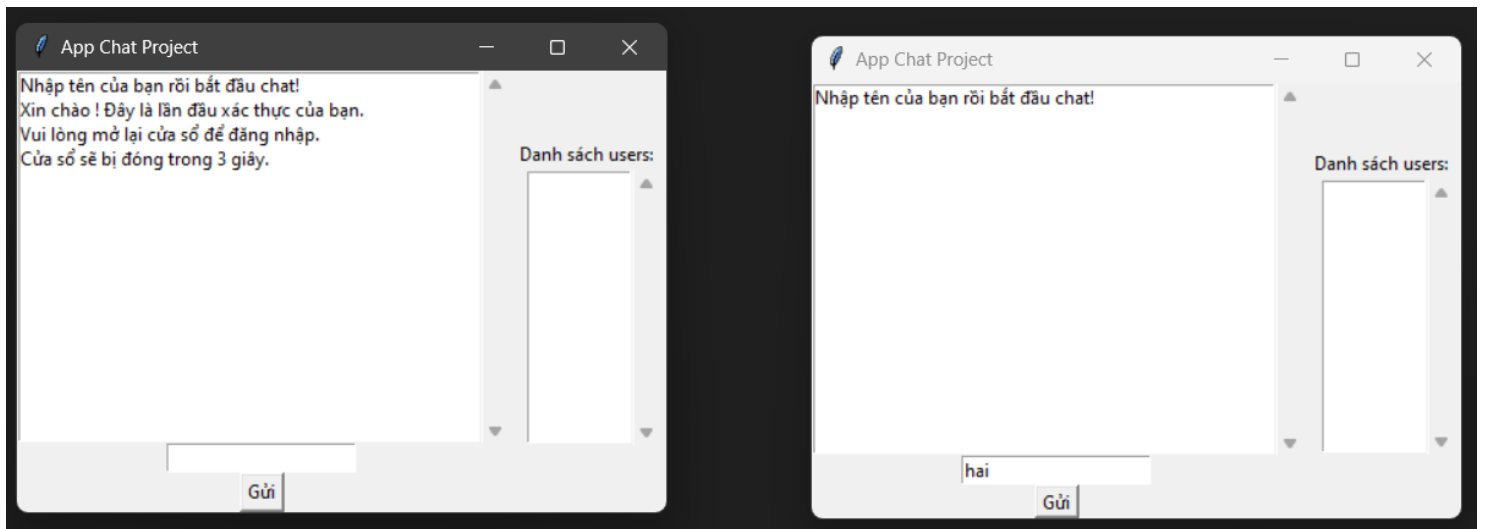 App Chat Project
Nhập tên của bạn rồi bắt đầu chat!
Xin chào ! Đây là lần đầu xác thực của bạn.
Vui lòng mở lại cửa sổ để đăng nhập.
Cửa sổ sẽ bị đóng trong 3 giây.
Danh sách users:
Gửi
App Chat Project
Nhập tên của bạn rồi bắt đầu chat!
Danh sách users:
hai
Gửi